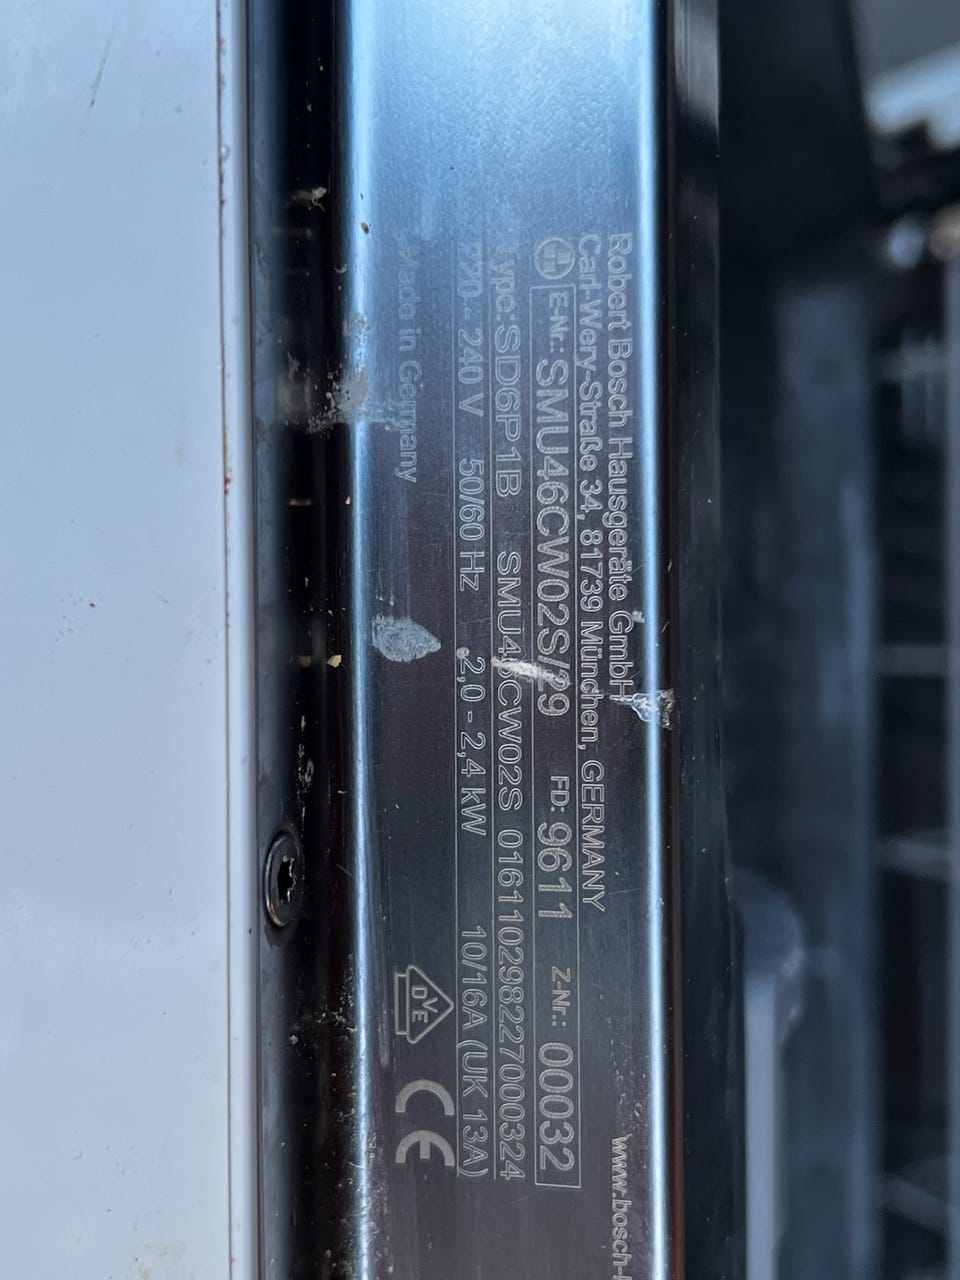 Robert Bosch Hausgeräte GmbH www.bosch-
Carl-Wery-Straße 34, 81739 München, GERMANY
E-Nr.: SMU46CW02S/29 FD: 9611 Z-Nr.: 00032
Type: SD6P1B SMU46CW02S 016110298227000324
220 - 240 V 50/60 Hz 2,0 - 2,4 kW 10/16A (UK 13A)
Made in Germany
DVE CE